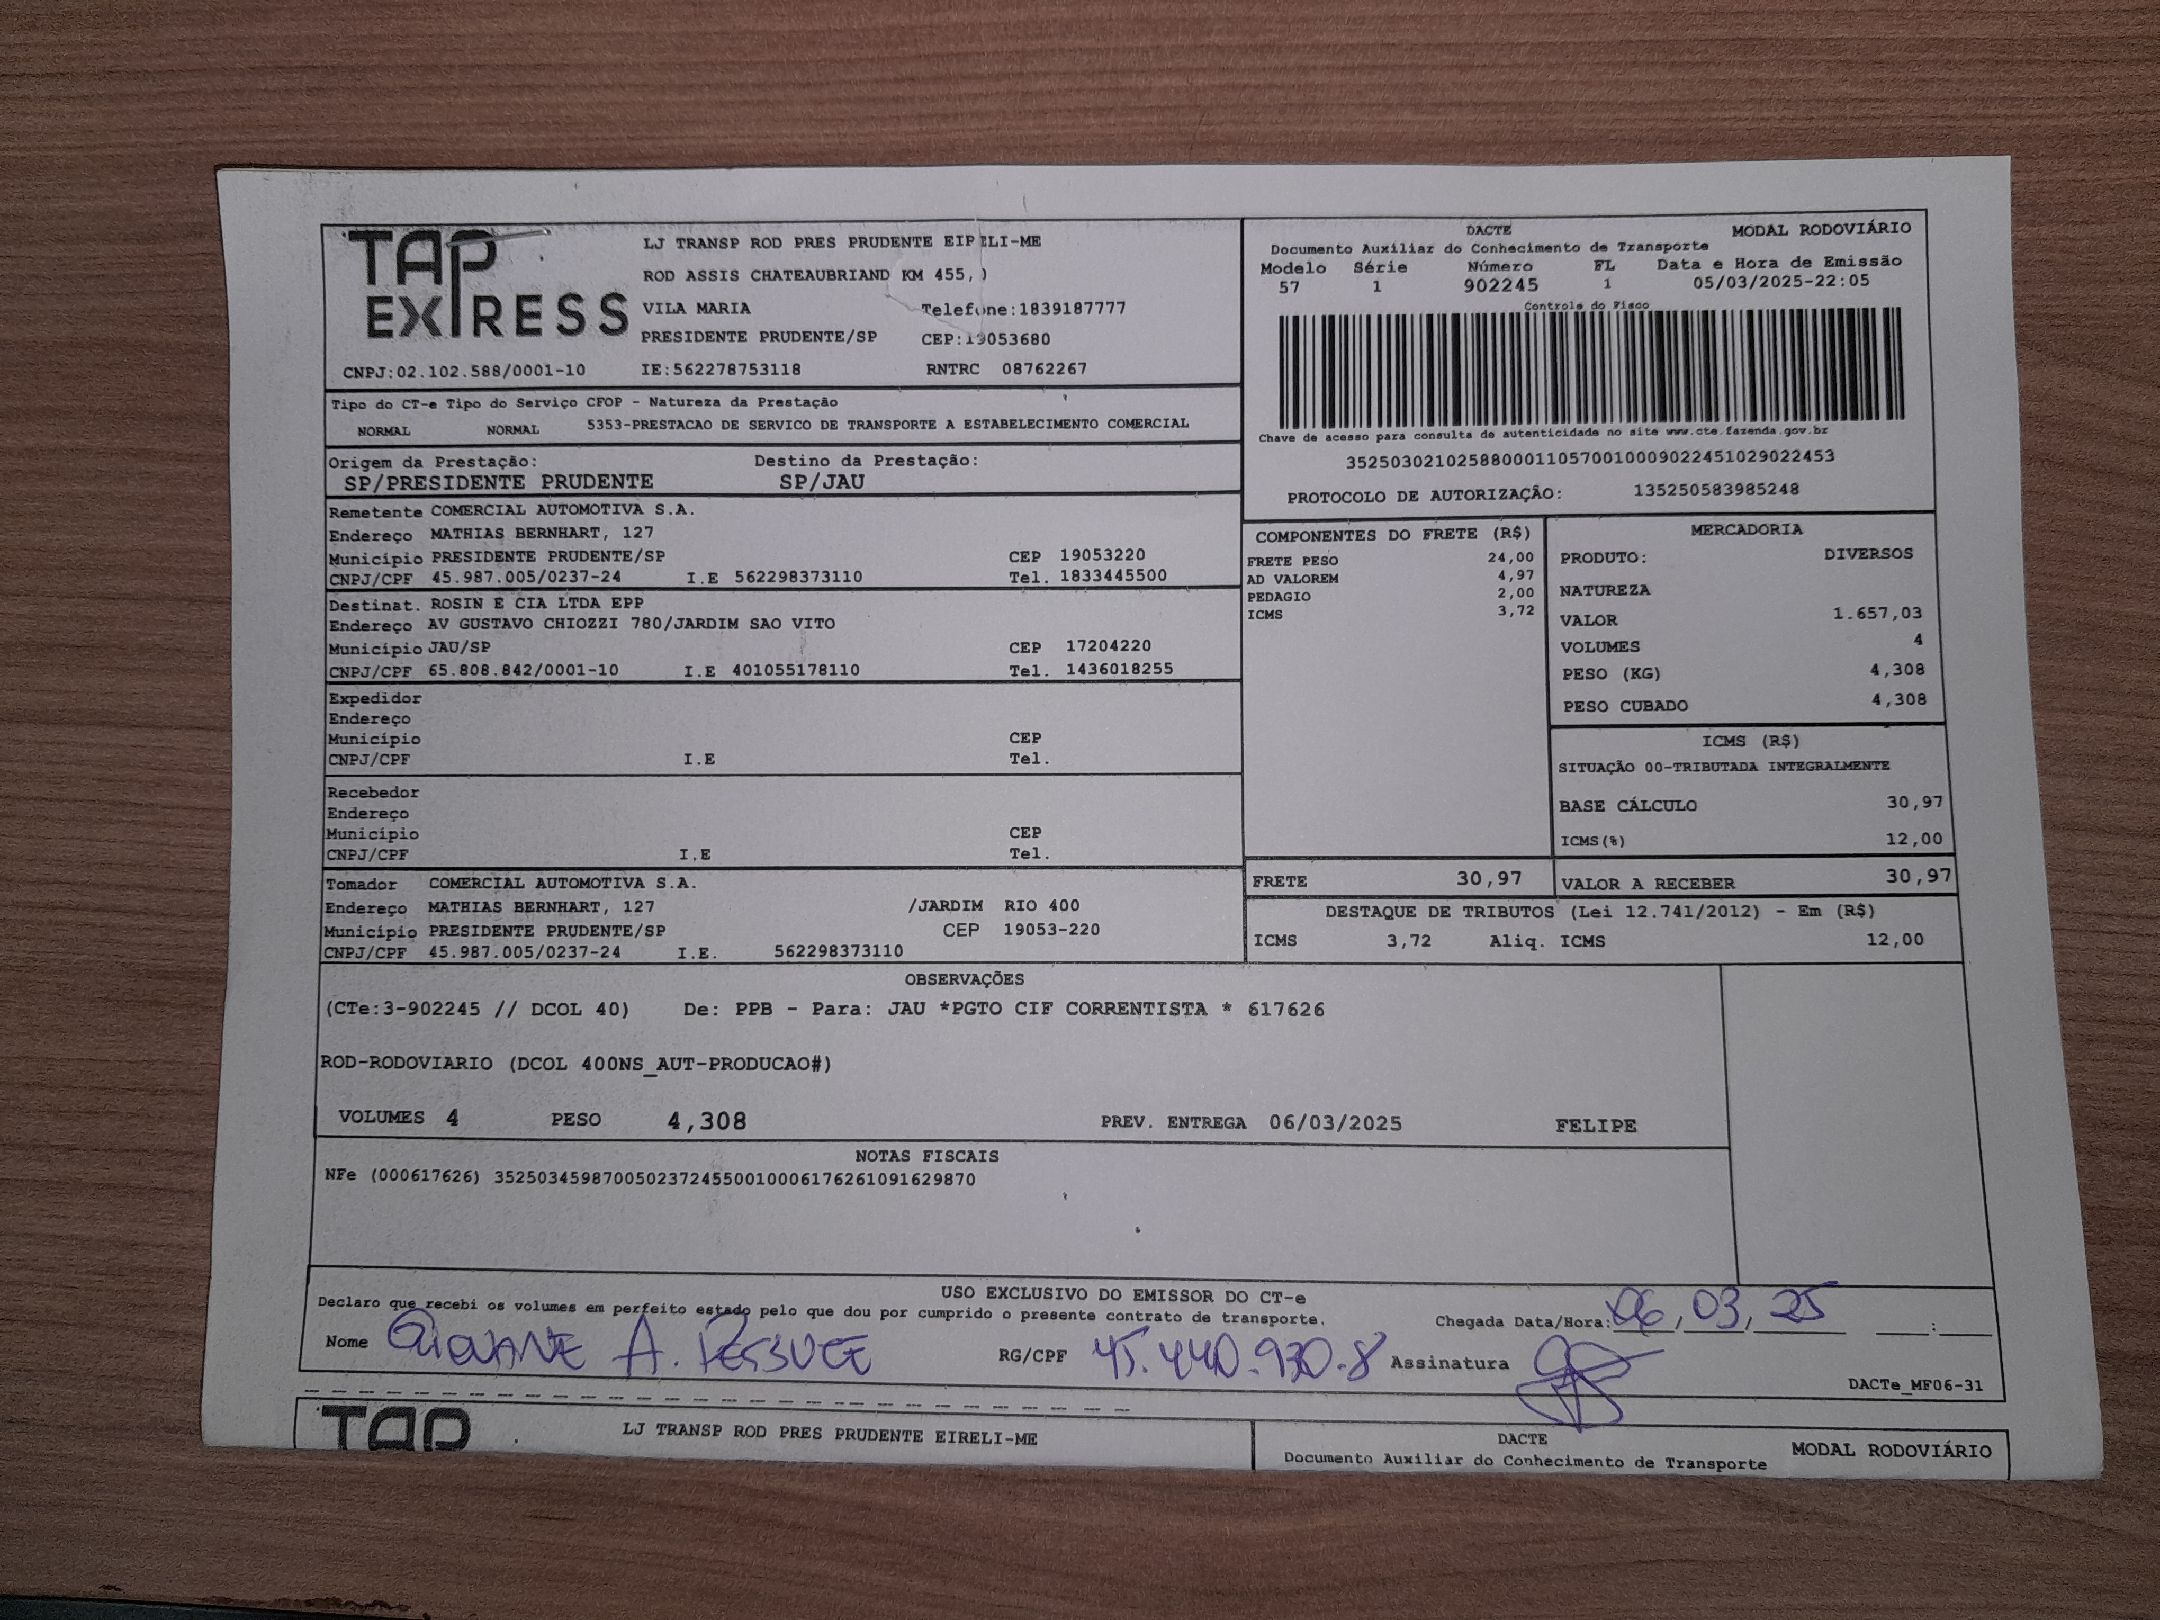 TAP EXPRESS
LJ TRANSP ROD PRES PRUDENTE EIRELI-ME
ROD ASSIS CHATEAUBRIAND KM 455, )
VILA MARIA Telefone:1839187777
PRESIDENTE PRUDENTE/SP CEP:19053680
CNPJ:02.102.588/0001-10 IE:562278753118 RNTRC 08762267
DACTE MODAL RODOVIÁRIO
Documento Auxiliar do Conhecimento de Transporte
Modelo Série Número FL Data e Hora de Emissão
57 1 902245 1 05/03/2025-22:05
Controle do Fisco
Chave de acesso para consulta de autenticidade no site www.cte.fazenda.gov.br
35250302102588000110570010009022451029022453
PROTOCOLO DE AUTORIZAÇÃO: 135250583985248
Tipo do CT-e Tipo do Serviço CFOP - Natureza da Prestação
NORMAL NORMAL 5353-PRESTACAO DE SERVICO DE TRANSPORTE A ESTABELECIMENTO COMERCIAL
Origem da Prestação: Destino da Prestação:
SP/PRESIDENTE PRUDENTE SP/JAU
Remetente COMERCIAL AUTOMOTIVA S.A.
Endereço MATHIAS BERNHART, 127
Município PRESIDENTE PRUDENTE/SP CEP 19053220
CNPJ/CPF 45.987.005/0237-24 I.E 562298373110 Tel. 1833445500
Destinat. ROSIN E CIA LTDA EPP
Endereço AV GUSTAVO CHIOZZI 780/JARDIM SAO VITO
Município JAU/SP CEP 17204220
CNPJ/CPF 65.808.842/0001-10 I.E 401055178110 Tel. 1436018255
Expedidor
Endereço
Município CEP
CNPJ/CPF I.E Tel.
Recebedor
Endereço
Município CEP
CNPJ/CPF I.E Tel.
Tomador COMERCIAL AUTOMOTIVA S.A.
Endereço MATHIAS BERNHART, 127 /JARDIM RIO 400
Município PRESIDENTE PRUDENTE/SP CEP 19053-220
CNPJ/CPF 45.987.005/0237-24 I.E. 562298373110
COMPONENTES DO FRETE (R$)
FRETE PESO 24,00
AD VALOREM 4,97
PEDAGIO 2,00
ICMS 3,72
MERCADORIA
PRODUTO: DIVERSOS
NATUREZA
VALOR 1.657,03
VOLUMES 4
PESO (KG) 4,308
PESO CUBADO 4,308
ICMS (R$)
SITUAÇÃO 00-TRIBUTADA INTEGRALMENTE
BASE CÁLCULO 30,97
ICMS(%) 12,00
FRETE 30,97 VALOR A RECEBER 30,97
DESTAQUE DE TRIBUTOS (Lei 12.741/2012) - Em (R$)
ICMS 3,72 Aliq. ICMS 12,00
OBSERVAÇÕES
(CTe:3-902245 // DCOL 40) De: PPB - Para: JAU *PGTO CIF CORRENTISTA * 617626
ROD-RODOVIARIO (DCOL 400NS_AUT-PRODUCAO#)
VOLUMES 4 PESO 4,308 PREV. ENTREGA 06/03/2025 FELIPE
NOTAS FISCAIS
NFe (000617626) 35250345987005023724550010006176261091629870
USO EXCLUSIVO DO EMISSOR DO CT-e
Declaro que recebi os volumes em perfeito estado pelo que dou por cumprido o presente contrato de transporte.
Chegada Data/Hora: 06,03,25 :
Nome GIOVANE A. RG/CPF 45.440.930-8 Assinatura
DACTe_MF06-31
TAP
LJ TRANSP ROD PRES PRUDENTE EIRELI-ME
DACTE MODAL RODOVIÁRIO
Documento Auxiliar do Conhecimento de Transporte